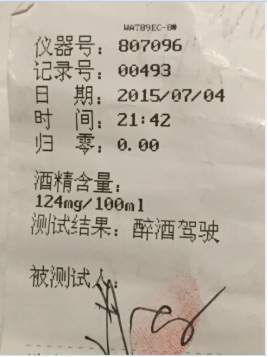 WAT89EC-8#
仪器号：807096
记录号：00493
日 期：2015/07/04
时 间：21:42
归 零：0.00
酒精含量：
124mg/100ml
测试结果：醉酒驾驶
被测试人：